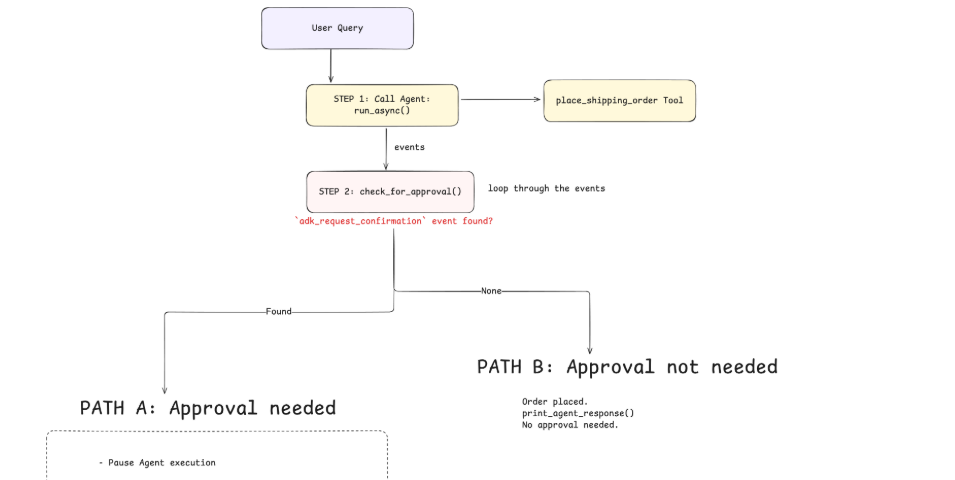 User Query
STEP 1: Call Agent:
run_async()
place_shipping_order Tool
events
STEP 2: check_for_approval()
loop through the events
`adk_request_confirmation` event found?
None
Found
PATH B: Approval not needed
Order placed.
print_agent_response()
No approval needed.
PATH A: Approval needed
- Pause Agent execution